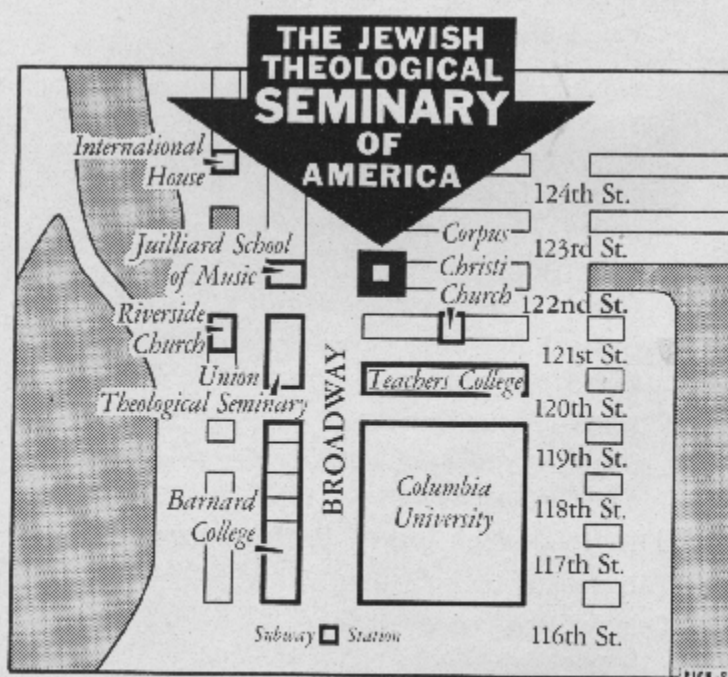 THE JEWISH
THEOLOGICAL
SEMINARY
OF
AMERICA
International
House
124th St.
Corpus
Christi
Church
123rd St.
Juilliard School
of Music
122nd St.
Riverside
Church
121st St.
Union
Theological Seminary
Teachers College
120th St.
BROADWAY
119th St.
Columbia
University
Barnard
College
118th St.
117th St.
Subway Station
116th St.